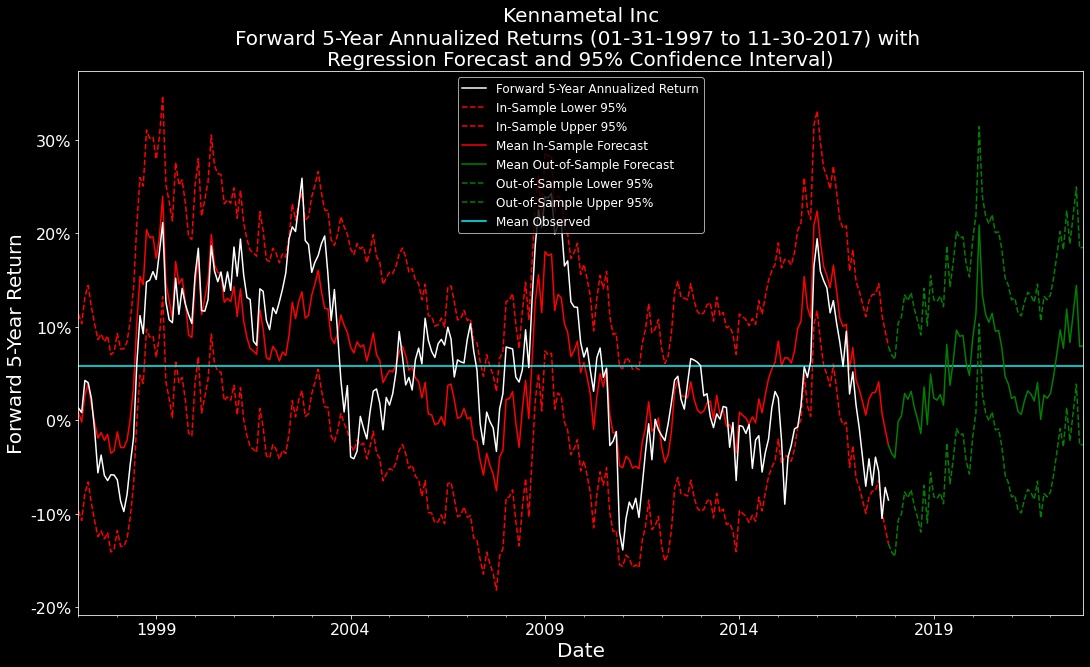 Kennametal Inc
Forward 5-Year Annualized Returns (01-31-1997 to 11-30-2017) with
Regression Forecast and 95% Confidence Interval)
Forward 5-Year Annualized Return
In-Sample Lower 95%
In-Sample Upper 95%
Mean In-Sample Forecast
Mean Out-of-Sample Forecast
Out-of-Sample Lower 95%
Out-of-Sample Upper 95%
Mean Observed
Forward 5-Year Return
30%
20%
10%
0%
-10%
-20%
1999
2004
2009
2014
2019
Date